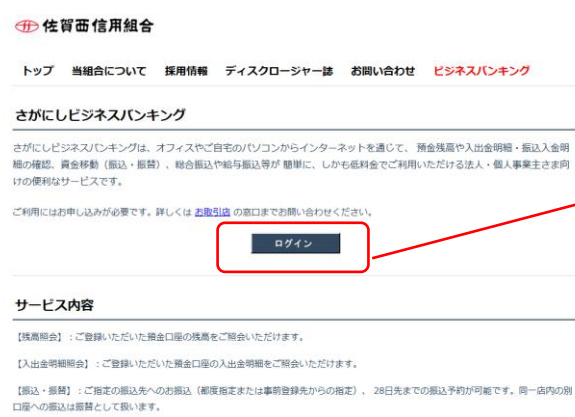 佐賀西信用組合
トップ 当組合について 採用情報 ディスクロージャー誌 お問い合わせ ビジネスバンキング
さがにしビジネスバンキング
さがにしビジネスバンキングは、オフィスやご自宅のパソコンからインターネットを通じて、 預金残高や入出金明細・振込入金明
細の確認、資金移動（振込・振替）、総合振込や給与振込等が 簡単に、しかも低料金でご利用いただける法人・個人事業主さま向
けの便利なサービスです。
ご利用にはお申し込みが必要です。詳しくは お取引店 の窓口までお問い合わせください。
ログイン
サービス内容
【残高照会】：ご登録いただいた預金口座の残高をご照会いただけます。
【入出金明細照会】：ご登録いただいた預金口座の入出金明細をご照会いただけます。
【振込・振替】：ご指定の振込先へのお振込（都度指定または事前登録先からの指定）、 28日先までの振込予約が可能です。同一店内の別
口座への振込は振替として扱います。